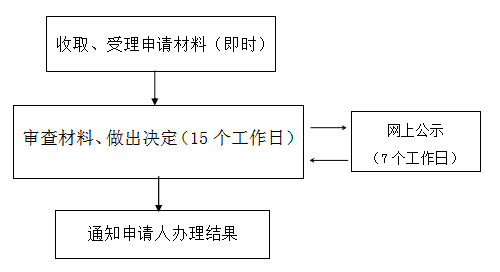 收取、受理申请材料（即时）
审查材料、做出决定（15个工作日）
网上公示
（7个工作日）
通知申请人办理结果